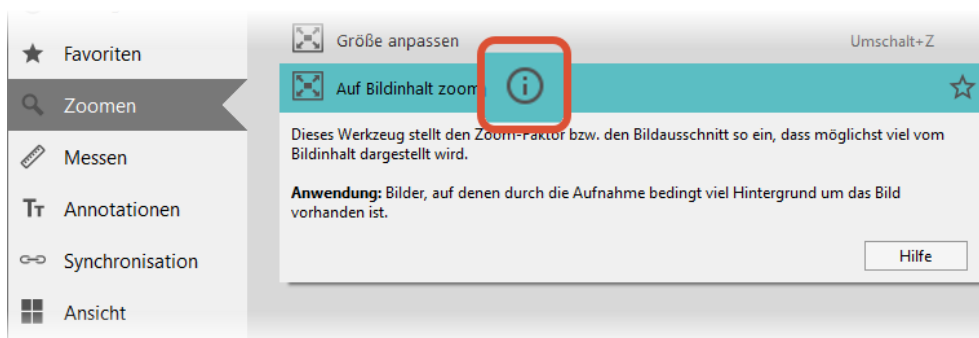 Favoriten
Zoomen
Messen
Annotationen
Synchronisation
Ansicht
Größe anpassen
Umschalt+Z
Auf Bildinhalt
Dieses Werkzeug stellt den Zoom-Faktor bzw. den Bildausschnitt so ein, dass möglichst viel vom
Bildinhalt dargestellt wird.
Anwendung: Bilder, auf denen durch die Aufnahme bedingt viel Hintergrund um das Bild
vorhanden ist.
Hilfe